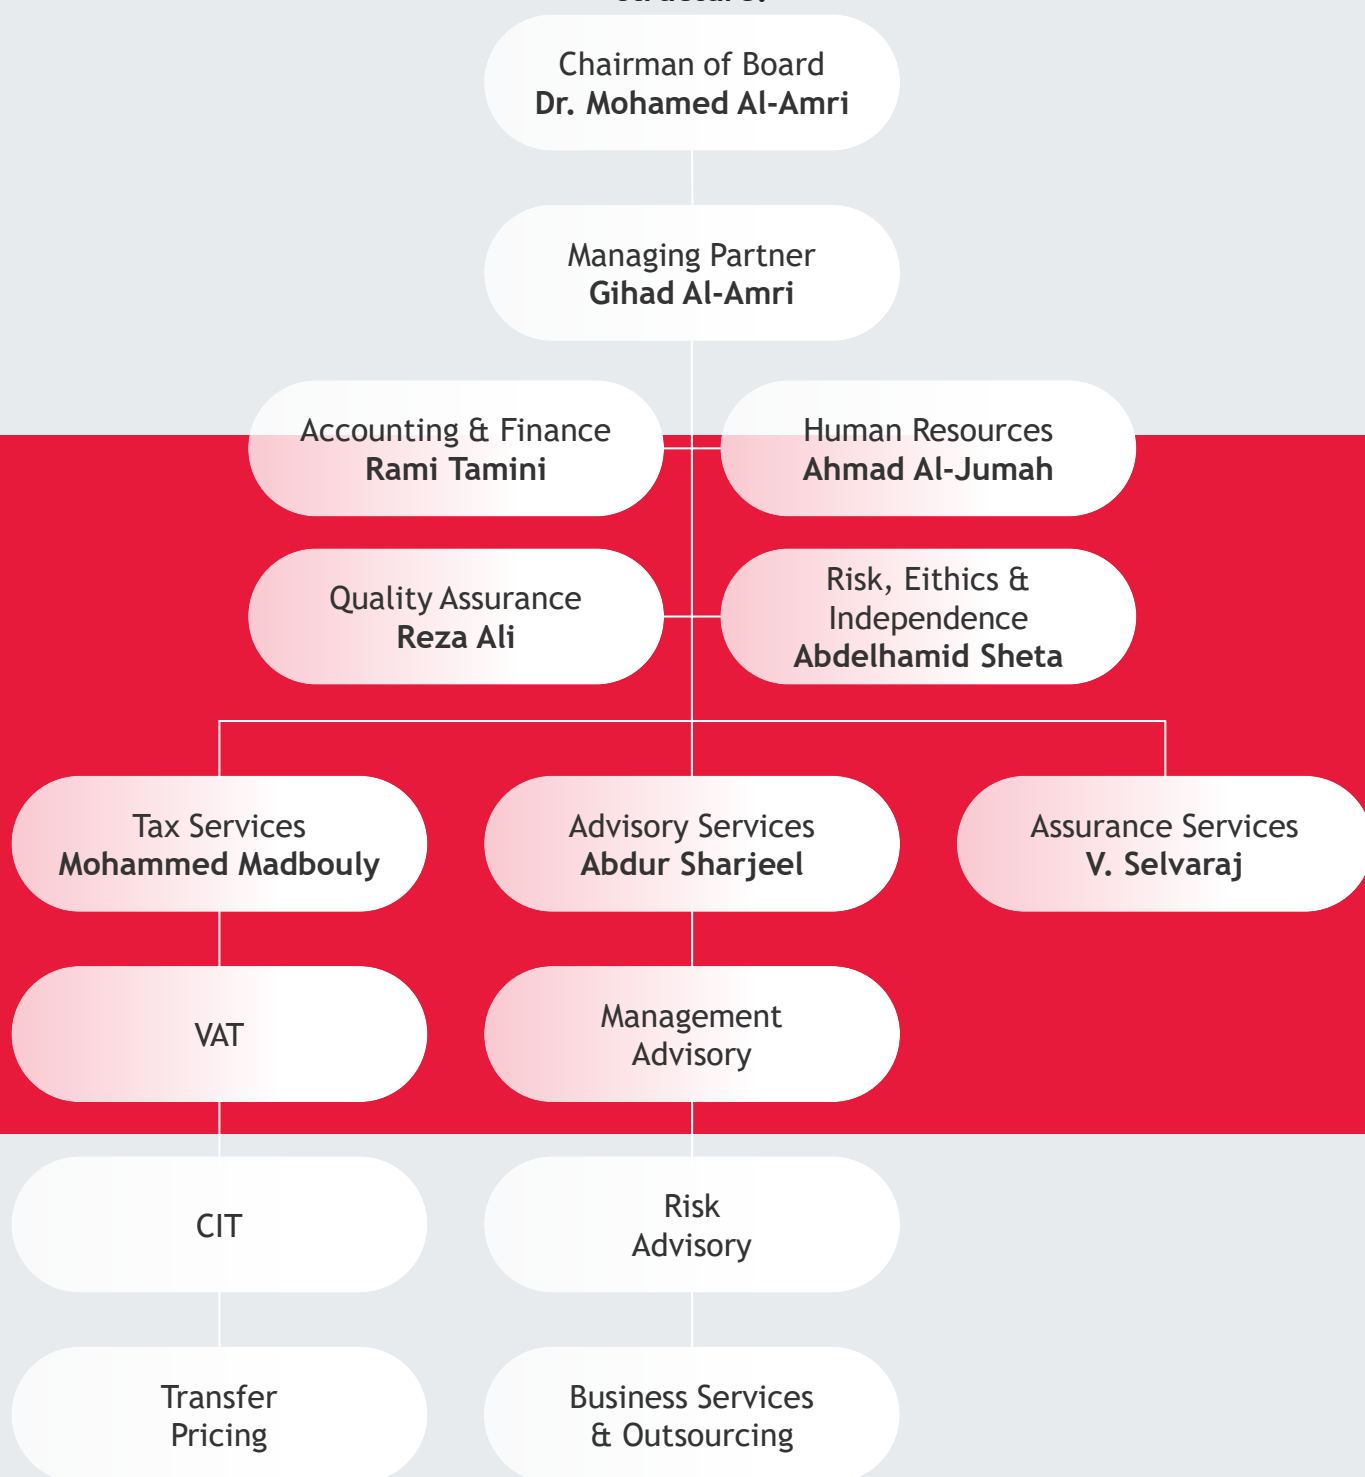 Chairman of Board
Dr. Mohamed Al-Amri
Managing Partner
Gihad Al-Amri
Accounting & Finance
Rami Tamini
Human Resources
Ahmad Al-Jumah
Quality Assurance
Reza Ali
Risk, Eithics &
Independence
Abdelhamid Sheta
Tax Services
Mohammed Madbouly
Advisory Services
Abdur Sharjeel
Assurance Services
V. Selvaraj
VAT
Management
Advisory
CIT
Risk
Advisory
Transfer
Pricing
Business Services
& Outsourcing